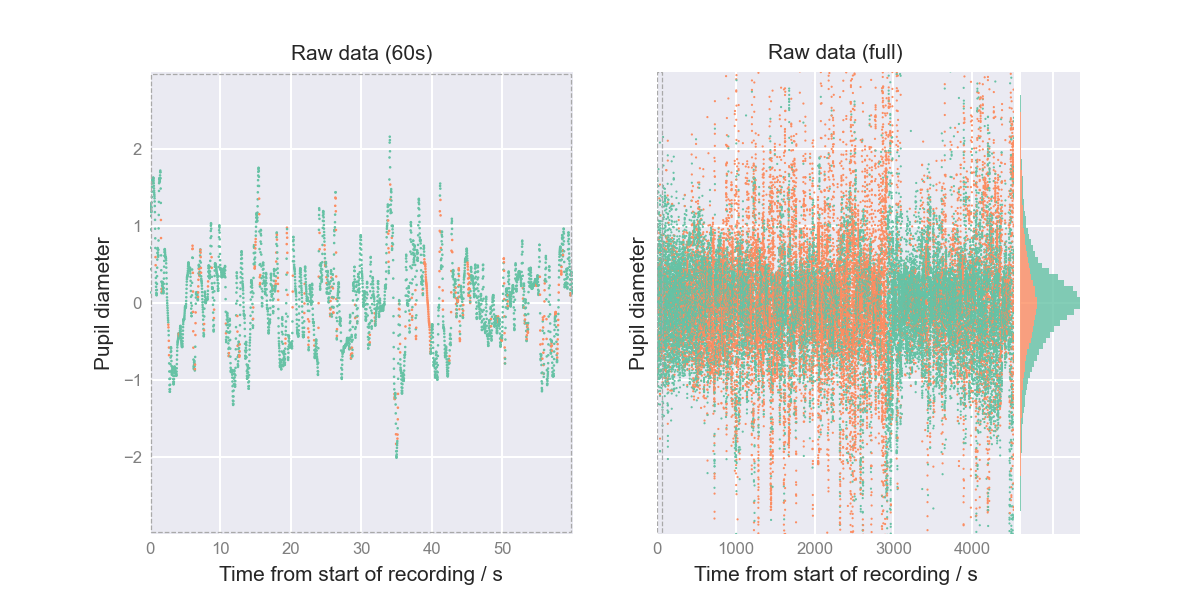 Raw data (60s)
Raw data (full)
Pupil diameter
2
1
0
−1
−2
0 10 20 30 40 50
Time from start of recording / s
Pupil diameter
0 1000 2000 3000 4000
Time from start of recording / s